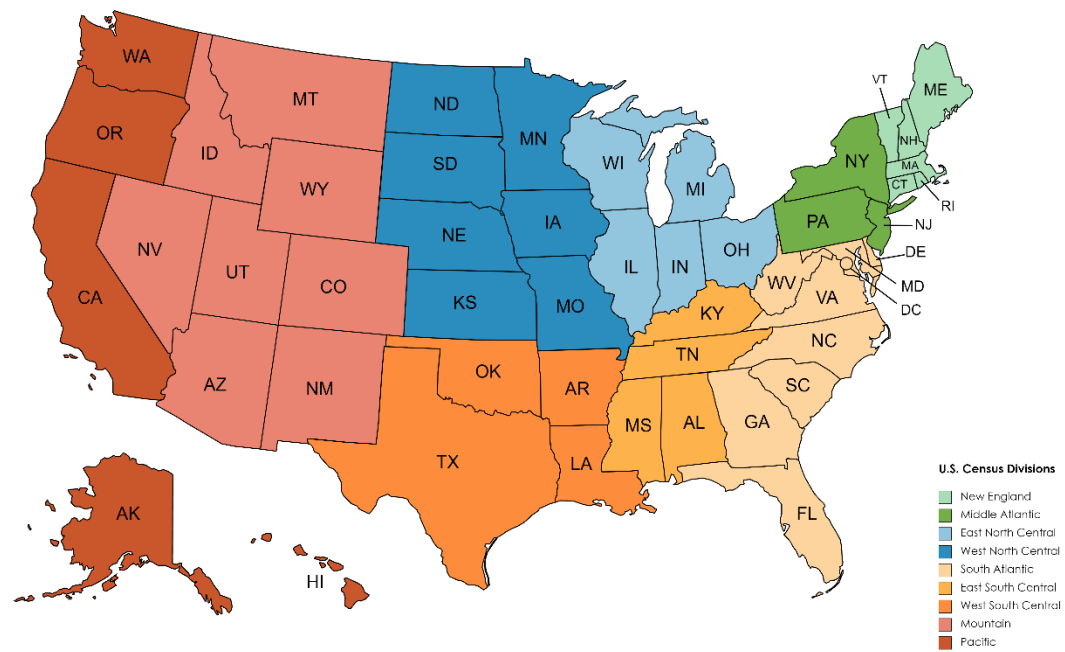 WA
MT
ND
MN
VT
ME
OR
ID
SD
WI
MI
NY
NH
MA
CT
RI
WY
NE
IA
PA
NJ
NV
UT
CO
KS
MO
IL
IN
OH
WV
VA
DE
MD
DC
CA
KY
AZ
NM
OK
AR
TN
NC
SC
MS
AL
GA
TX
LA
FL
AK
HI
U.S. Census Divisions
New England
Middle Atlantic
East North Central
West North Central
South Atlantic
East South Central
West South Central
Mountain
Pacific